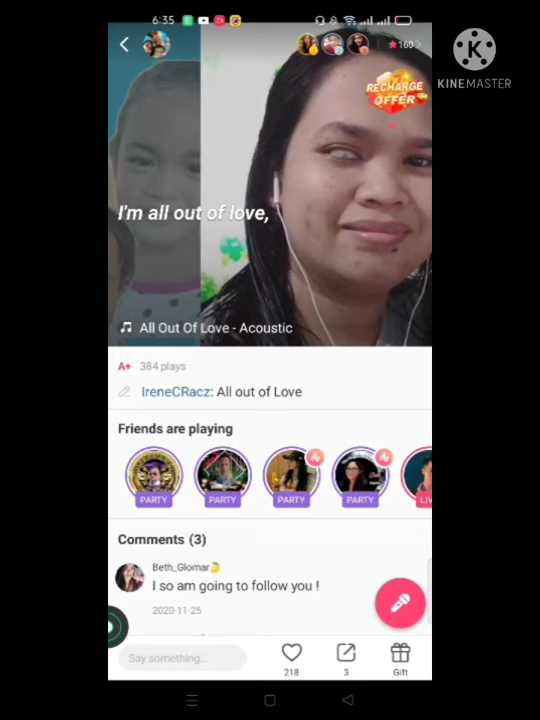 6:35
K
KINEMASTER
160
RECHARGE
OFFER
I'm all out of love,
All Out Of Love - Acoustic
A+ 384 plays
IreneCRacz: All out of Love
Friends are playing
PARTY PARTY PARTY PARTY LIV
Comments (3)
Beth_Glomar
I so am going to follow you !
2020-11-25
Say something...
218 3 Gift